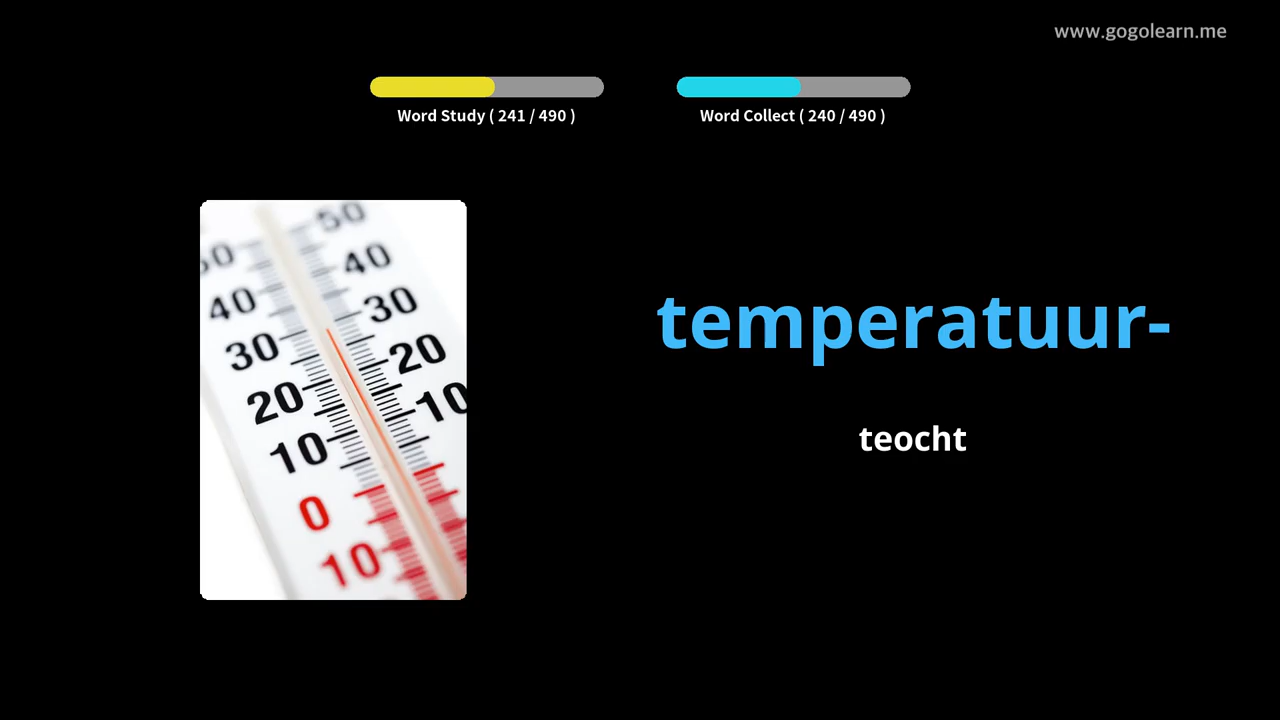 www.gogolearn.me
Word Study ( 241 / 490 )
Word Collect ( 240 / 490 )
50
50
40
40
30
30
20
20
10
10
0
10
temperatuur-
teocht